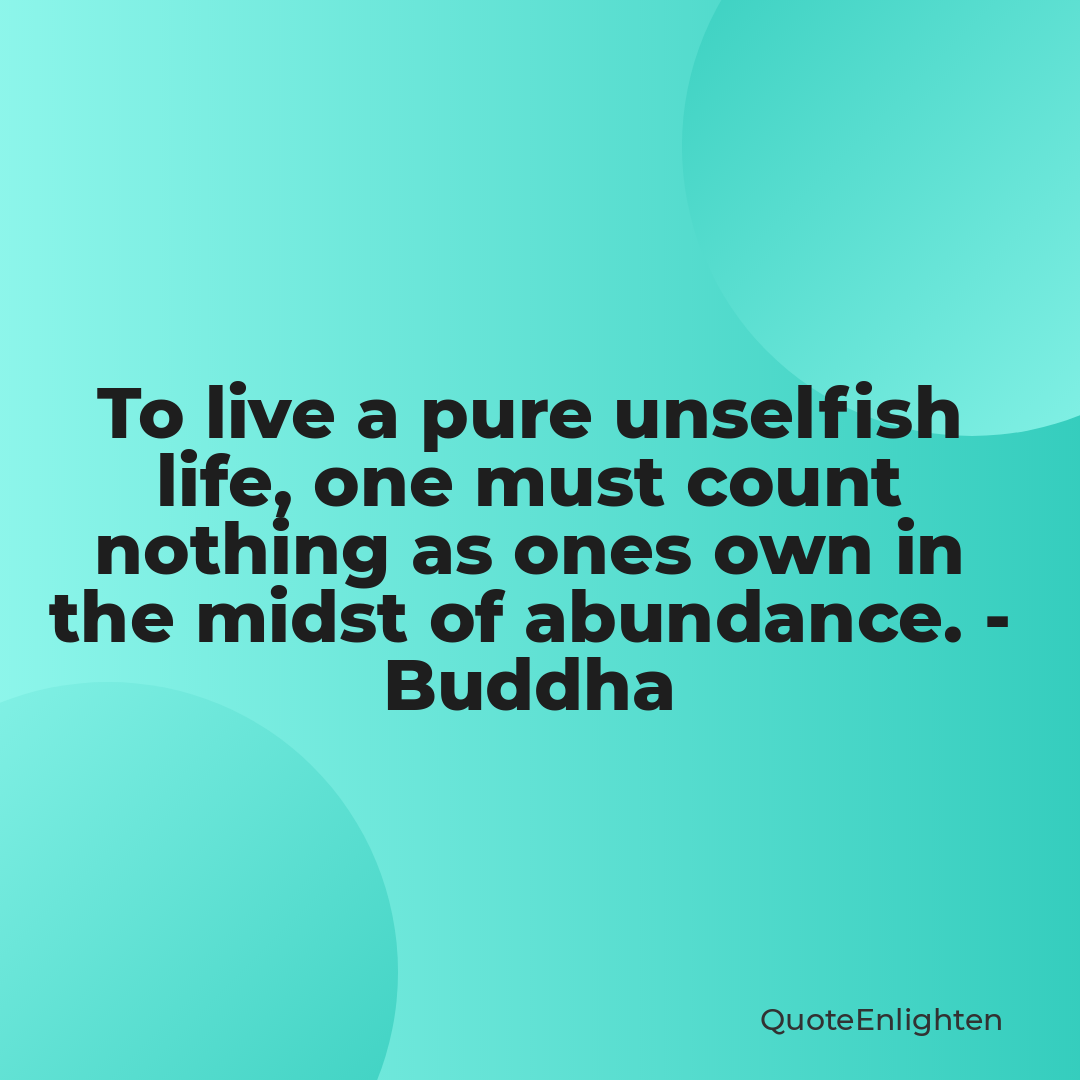 To live a pure unselfish
life, one must count
nothing as ones own in
the midst of abundance. -
Buddha
QuoteEnlighten